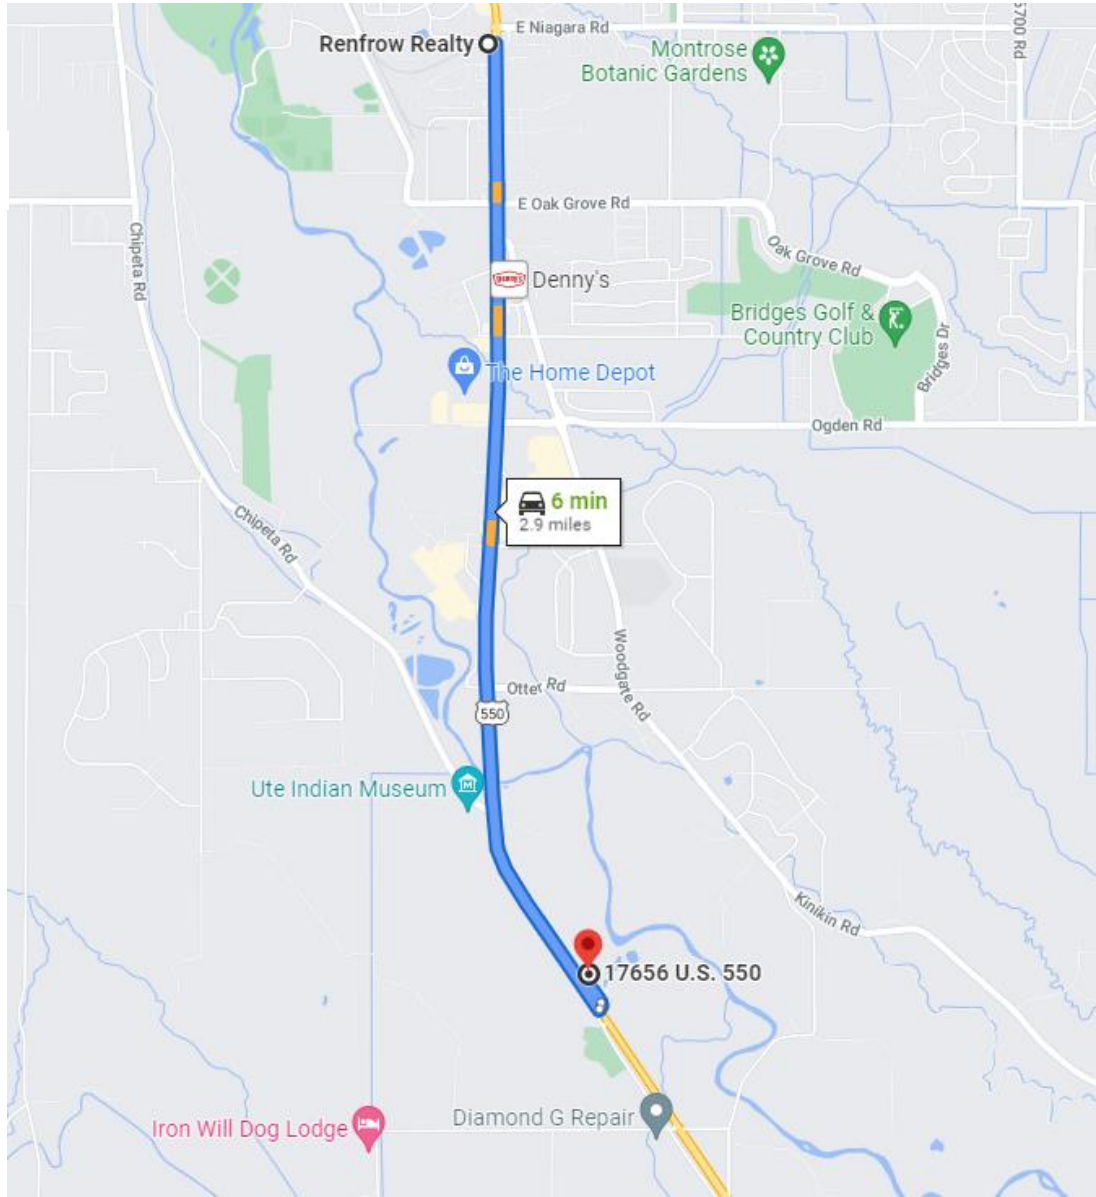 E Niagara Rd
5700 Rd
Renfrow Realty
Montrose
Botanic Gardens
E Oak Grove Rd
Chipeta Rd
Oak Grove Rd
Denny's
Denny's
Bridges Golf &
Country Club
Bridges Dr
The Home Depot
Ogden Rd
6 min
2.9 miles
Chipeta Rd
Woodgate Rd
Otter Rd
550
Ute Indian Museum
M
Kinikin Rd
17656 U.S. 550
Diamond G Repair
Iron Will Dog Lodge